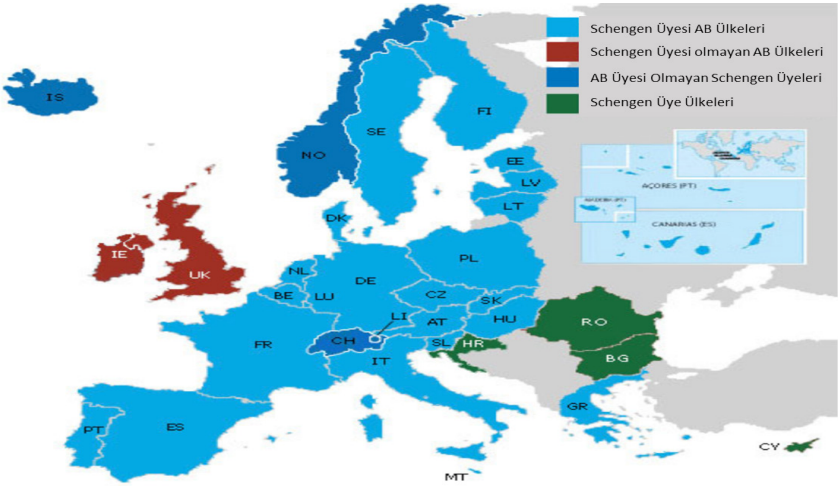 Schengen Üyesi AB Ülkeleri
Schengen Üyesi olmayan AB Ülkeleri
AB Üyesi Olmayan Schengen Üyeleri
Schengen Üye Ülkeleri
IS
FI
SE
NO
EE
LV
LT
AÇORES (PT)
MADEIRA (PT)
CANARIAS (ES)
DK
IE
UK
NL
DE
PL
BE
LU
CZ
SK
LI
AT
HU
FR
CH
SL
HR
RO
IT
BG
PT
ES
GR
CY
MT